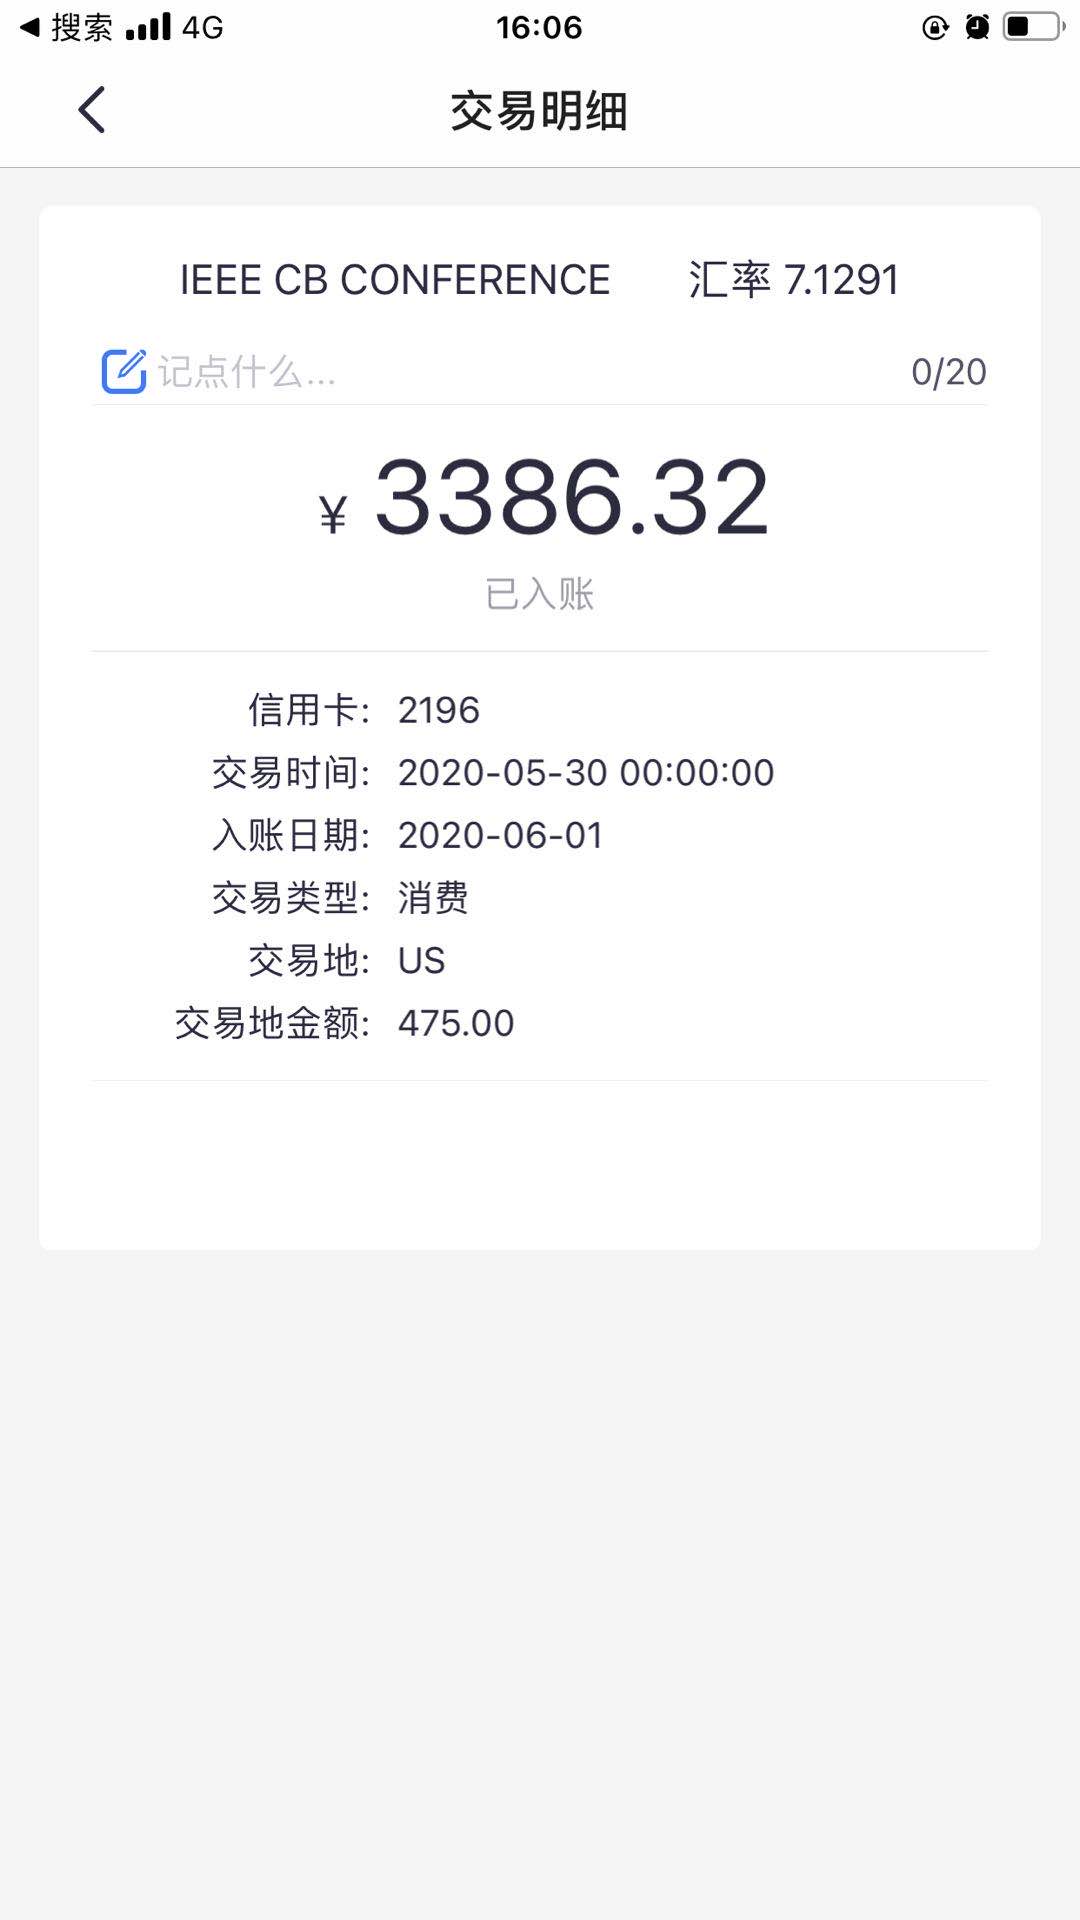 搜索 4G 16:06
交易明细
IEEE CB CONFERENCE 汇率 7.1291
记点什么... 0/20
¥ 3386.32
已入账
信用卡: 2196
交易时间: 2020-05-30 00:00:00
入账日期: 2020-06-01
交易类型: 消费
交易地: US
交易地金额: 475.00